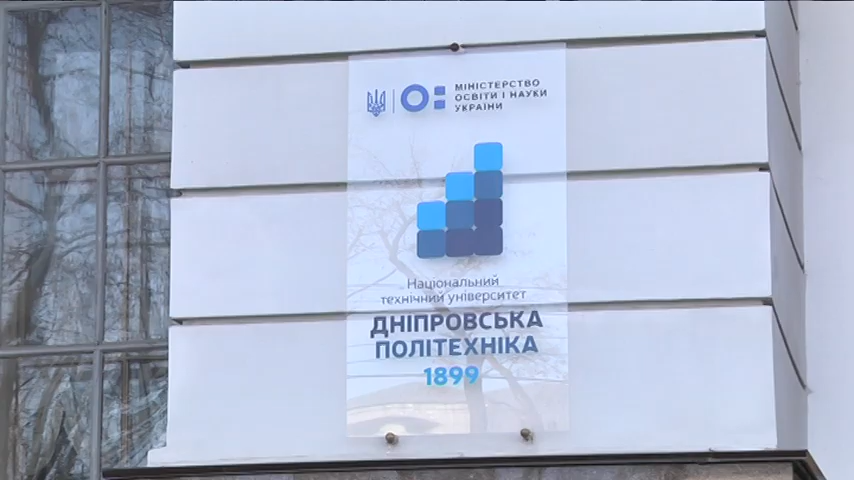 МІНІСТЕРСТВО
ОСВІТИ І НАУКИ
УКРАЇНИ
Національний
технічний університет
ДНІПРОВСЬКА
ПОЛІТЕХНІКА
1899